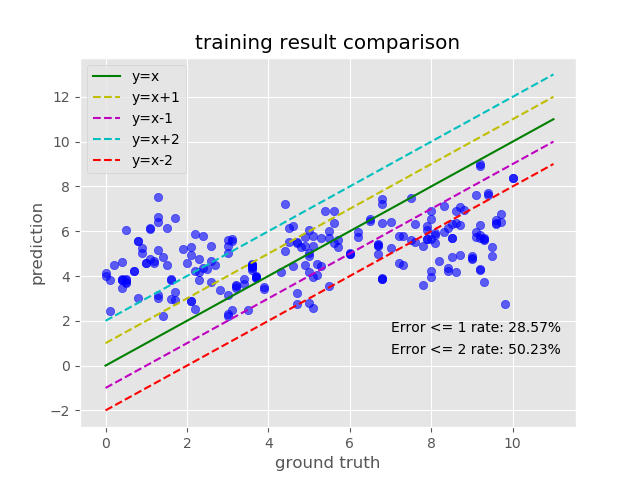 training result comparison
y=x
y=x+1
y=x-1
y=x+2
y=x-2
12
10
8
6
4
2
0
−2
prediction
Error <= 1 rate: 28.57%
Error <= 2 rate: 50.23%
0 2 4 6 8 10
ground truth